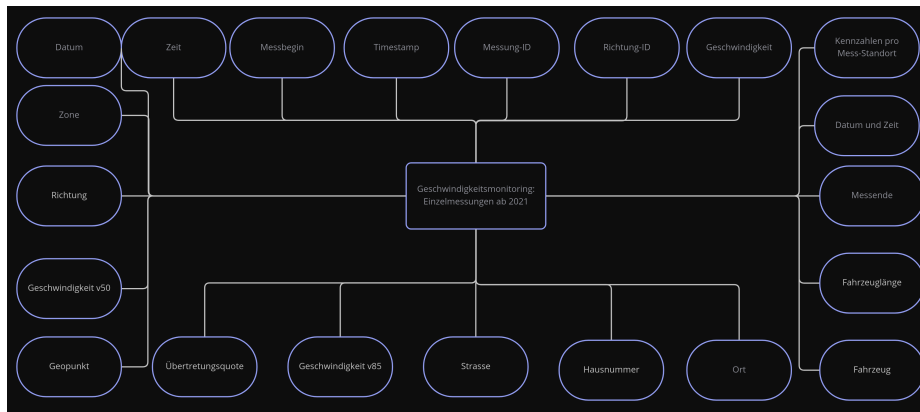 Datum
Zeit
Messbegin
Timestamp
Messung-ID
Richtung-ID
Geschwindigkeit
Kennzahlen pro
Mess-Standort
Zone
Datum und Zeit
Richtung
Geschwindigkeitsmonitoring:
Einzelmessungen ab 2021
Messende
Geschwindigkeit v50
Fahrzeuglänge
Geopunkt
Übertretungsquote
Geschwindigkeit v85
Strasse
Hausnummer
Ort
Fahrzeug